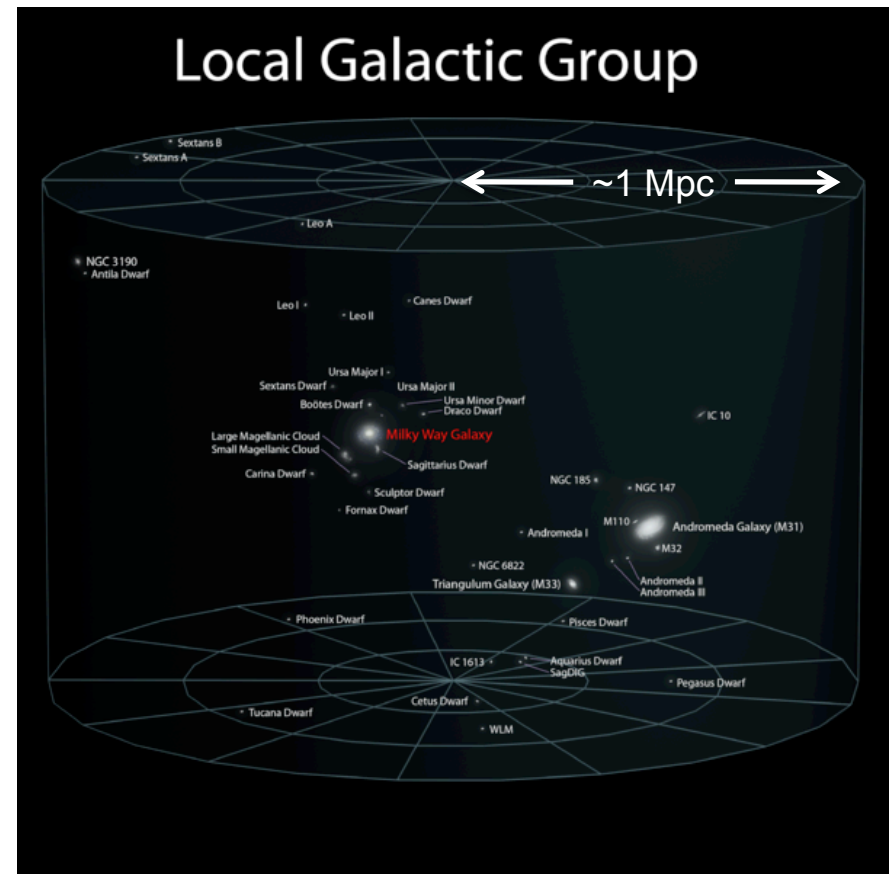 Local Galactic Group
Sextans B
Sextans A
~1 Mpc
Leo A
NGC 3190
Antila Dwarf
Canes Dwarf
Leo I
Leo II
Ursa Major I
Sextans Dwarf
Ursa Major II
Ursa Minor Dwarf
Boötes Dwarf
Draco Dwarf
IC 10
Milky Way Galaxy
Large Magellanic Cloud
Small Magellanic Cloud
Sagittarius Dwarf
Carina Dwarf
NGC 185
NGC 147
Sculptor Dwarf
Fornax Dwarf
M110
Andromeda Galaxy (M31)
Andromeda I
M32
NGC 6822
Andromeda II
Triangulum Galaxy (M33)
Andromeda III
Phoenix Dwarf
Pisces Dwarf
IC 1613
Aquarius Dwarf
SagDIG
Pegasus Dwarf
Cetus Dwarf
Tucana Dwarf
WLM